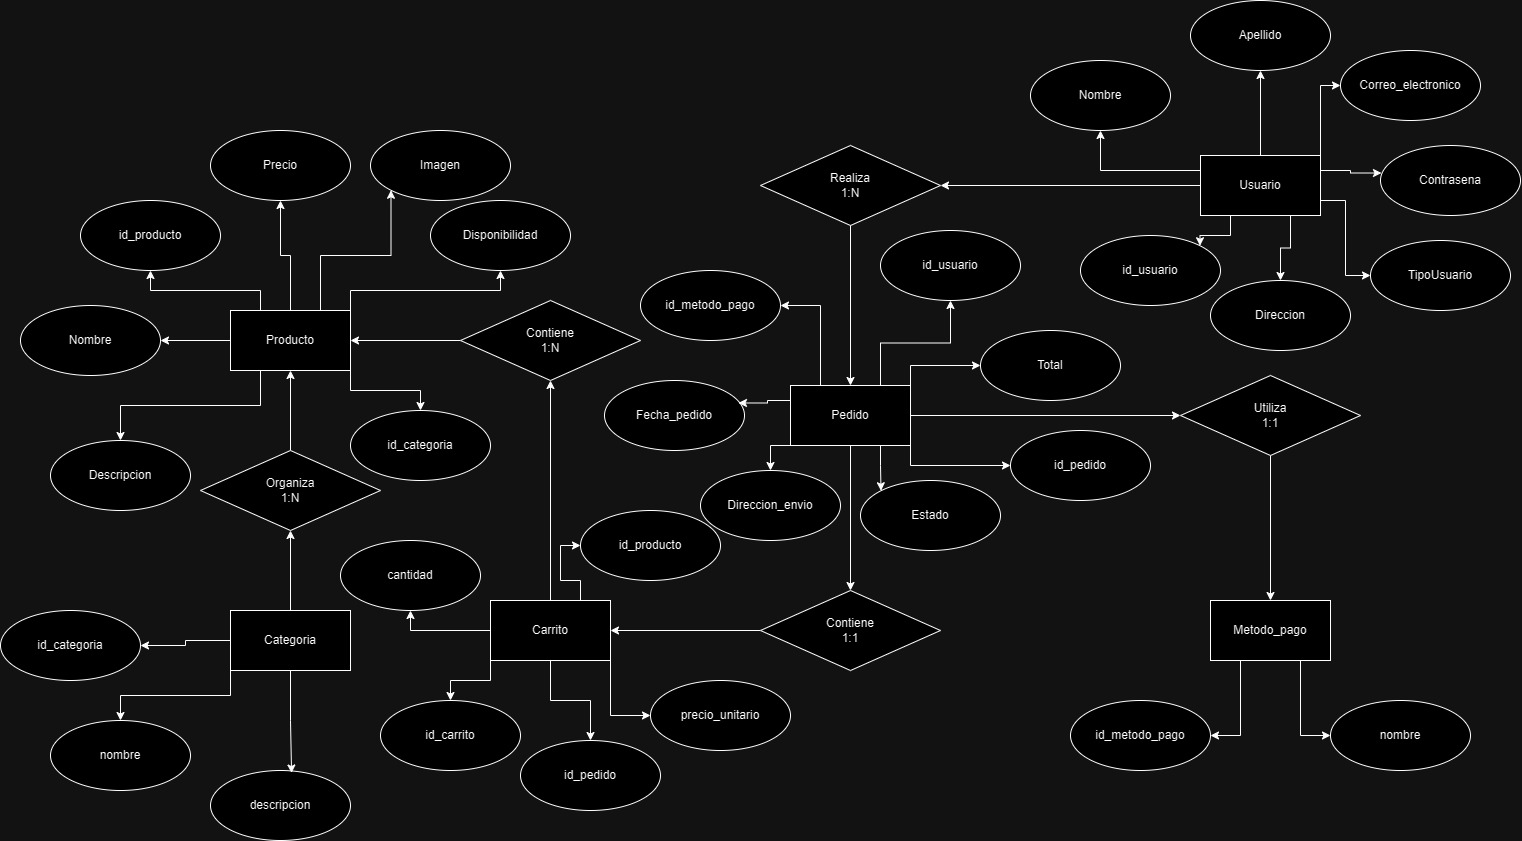 Apellido
Correo_electronico
Nombre
Precio
Imagen
Realiza
1:N
Usuario
Contrasena
id_producto
Disponibilidad
id_usuario
id_usuario
TipoUsuario
id_metodo_pago
Direccion
Nombre
Producto
Contiene
1:N
Total
Fecha_pedido
Pedido
Utiliza
1:1
id_categoria
id_pedido
Descripcion
Organiza
1:N
Direccion_envio
Estado
id_producto
cantidad
id_categoria
Categoria
Carrito
Contiene
1:1
Metodo_pago
precio_unitario
id_carrito
id_metodo_pago
nombre
nombre
id_pedido
descripcion